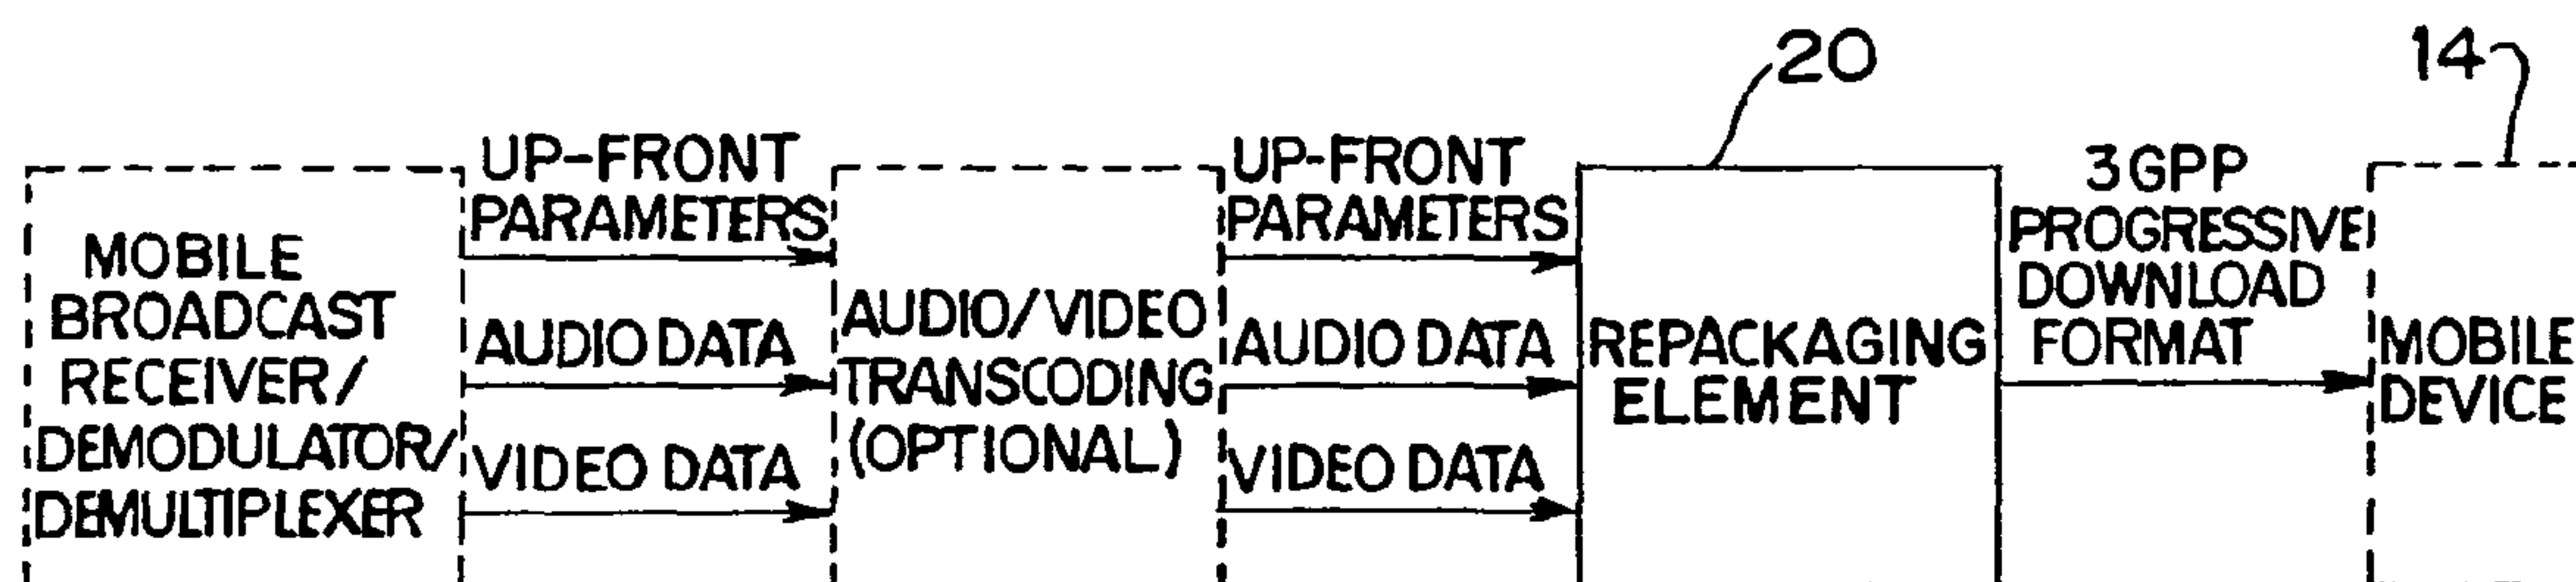 20
14
MOBILE
BROADCAST
RECEIVER/
DEMODULATOR/
DEMULTIPLEXER
UP-FRONT
PARAMETERS
AUDIO DATA
VIDEO DATA
AUDIO/VIDEO
TRANSCODING
(OPTIONAL)
UP-FRONT
PARAMETERS
AUDIO DATA
VIDEO DATA
REPACKAGING
ELEMENT
3GPP
PROGRESSIVE
DOWNLOAD
FORMAT
MOBILE
DEVICE